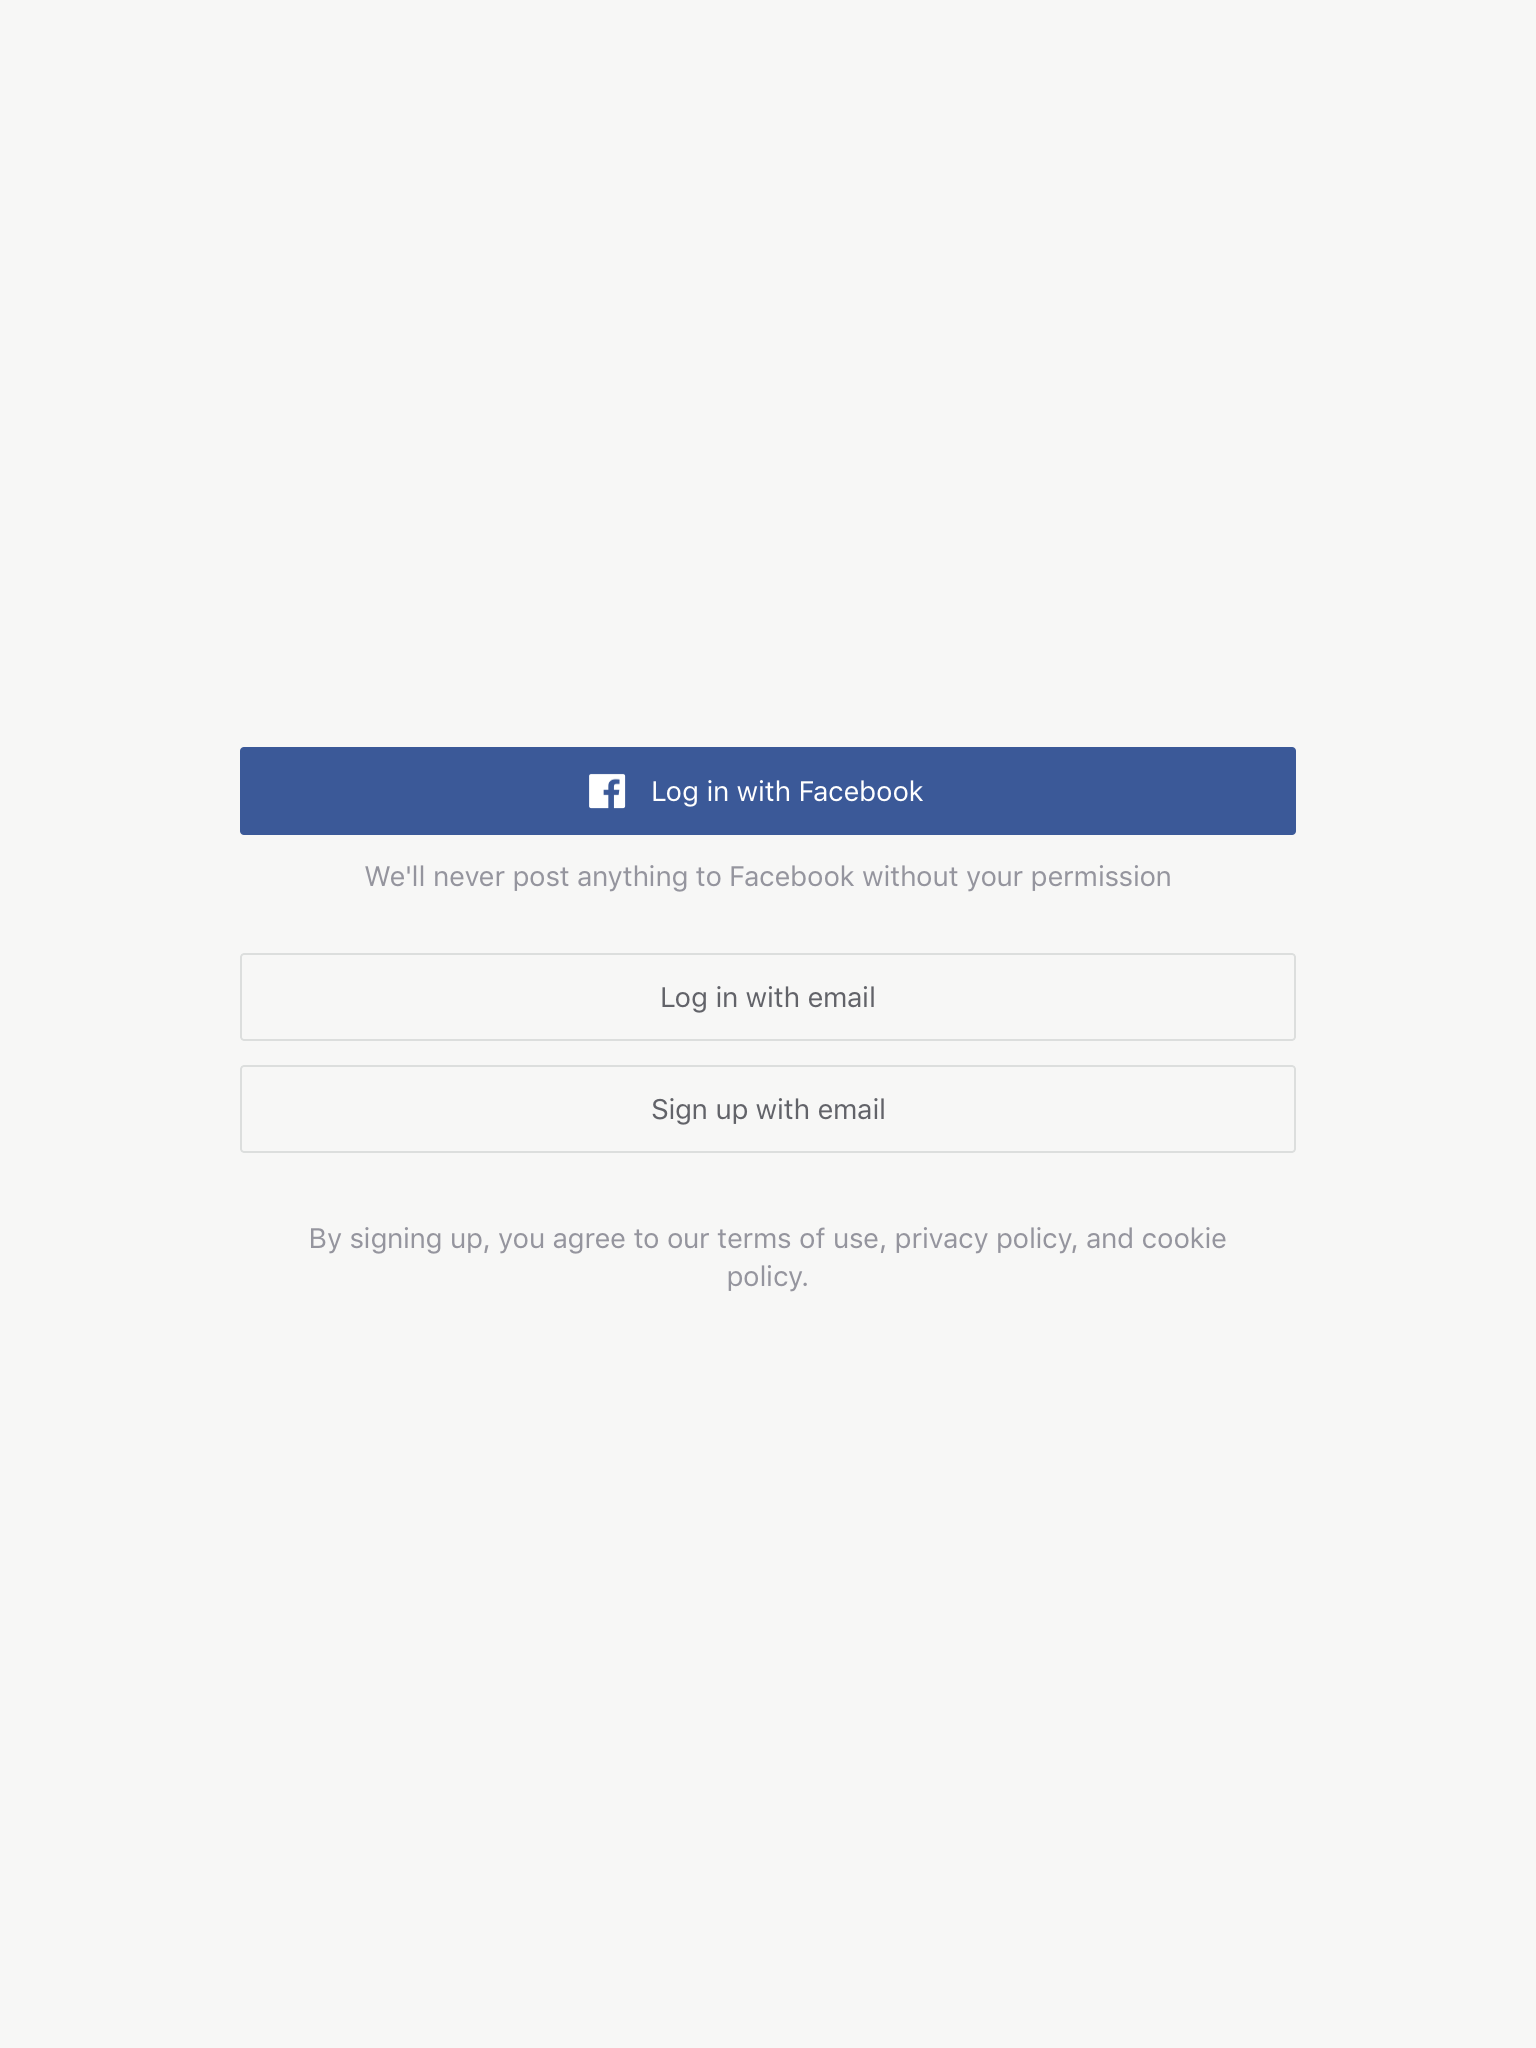 Log in with Facebook
We'll never post anything to Facebook without your permission
Log in with email
Sign up with email
By signing up, you agree to our terms of use, privacy policy, and cookie
policy.